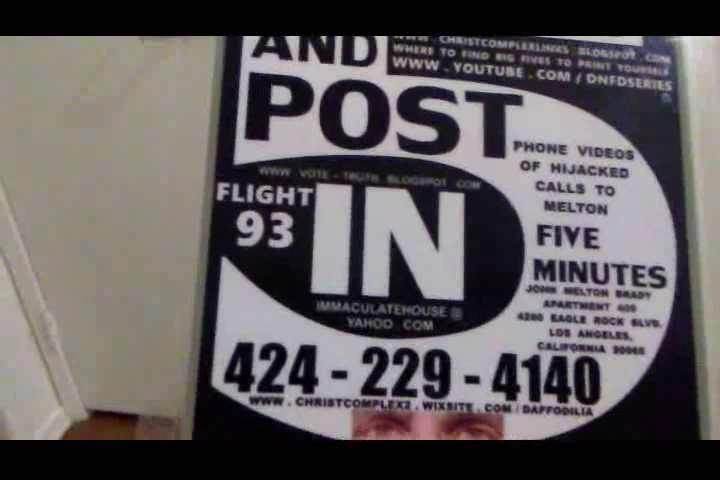 AND
WWW . CHRISTCOMPLEXLINKS . BLOGSPOT . COM
WHERE TO FIND BIG FIVES TO PRINT YOURSELF
WWW . YOUTUBE . COM / DNFDSERIES
POST
PHONE VIDEOS
OF HIJACKED
CALLS TO
MELTON
FIVE
MINUTES
JOHN MELTON BRADY
APARTMENT 405
4260 EAGLE ROCK BLVD.
LOS ANGELES,
CALIFORNIA
WWW . VOTE - TRUTH . BLOGSPOT . COM
FLIGHT
93
IN
IMMACULATEHOUSE @
YAHOO . COM
424 - 229 - 4140
WWW . CHRISTCOMPLEX2 . WIXSITE . COM / DAFFODILIA